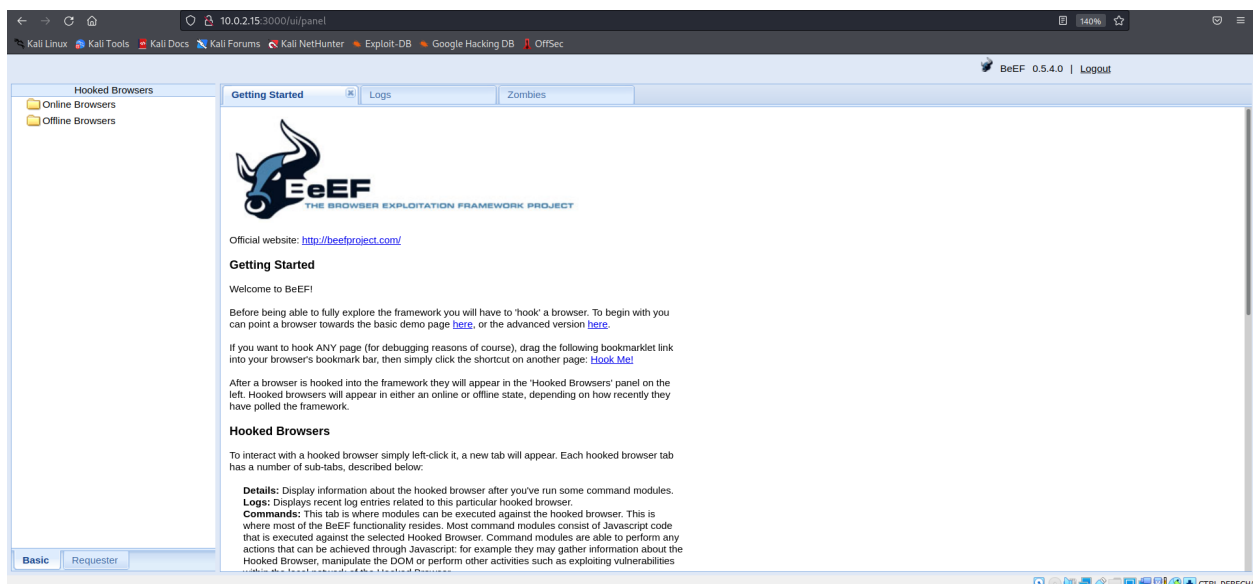 10.0.2.15:3000/ui/panel
140%
Kali Linux Kali Tools Kali Docs Kali Forums Kali NetHunter Exploit-DB Google Hacking DB OffSec
BeEF 0.5.4.0 | Logout
Hooked Browsers
Online Browsers
Offline Browsers
Getting Started Logs Zombies
BeEF
THE BROWSER EXPLOITATION FRAMEWORK PROJECT
Official website: http://beefproject.com/
Getting Started
Welcome to BeEF!
Before being able to fully explore the framework you will have to 'hook' a browser. To begin with you
can point a browser towards the basic demo page here, or the advanced version here.
If you want to hook ANY page (for debugging reasons of course), drag the following bookmarklet link
into your browser's bookmark bar, then simply click the shortcut on another page: Hook Me!
After a browser is hooked into the framework they will appear in the 'Hooked Browsers' panel on the
left. Hooked browsers will appear in either an online or offline state, depending on how recently they
have polled the framework.
Hooked Browsers
To interact with a hooked browser simply left-click it, a new tab will appear. Each hooked browser tab
has a number of sub-tabs, described below:
Details: Display information about the hooked browser after you've run some command modules.
Logs: Displays recent log entries related to this particular hooked browser.
Commands: This tab is where modules can be executed against the hooked browser. This is
where most of the BeEF functionality resides. Most command modules consist of Javascript code
that is executed against the selected Hooked Browser. Command modules are able to perform any
actions that can be achieved through Javascript: for example they may gather information about the
Hooked Browser, manipulate the DOM or perform other activities such as exploiting vulnerabilities
Basic Requester